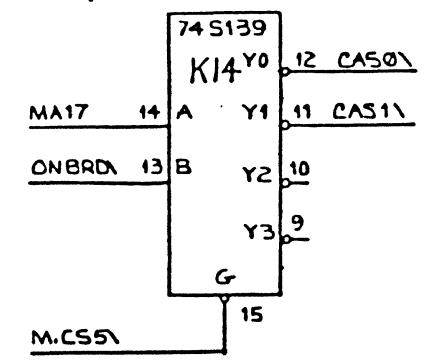 74S139
K14
Y0 12 CAS0\
MA17 14 A Y1 11 CAS1\
ONBRD\ 13 B Y2 10
Y3 9
G
15
M.CS5\